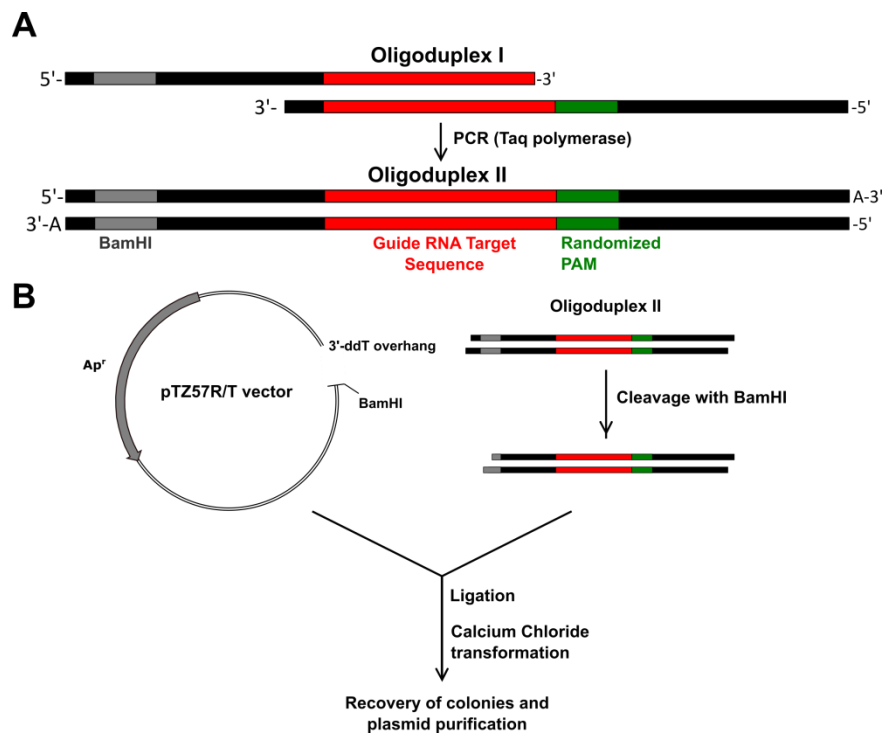 A
Oligoduplex I
5'-
-3'
3'-
-5'
PCR (Taq polymerase)
Oligoduplex II
5'-
A-3'
3'-A
-5'
BamHI
Guide RNA Target
Sequence
Randomized
PAM
B
Oligoduplex II
3'-ddT overhang
Apʳ
pTZ57R/T vector
BamHI
Cleavage with BamHI
Ligation
Calcium Chloride
transformation
Recovery of colonies and
plasmid purification